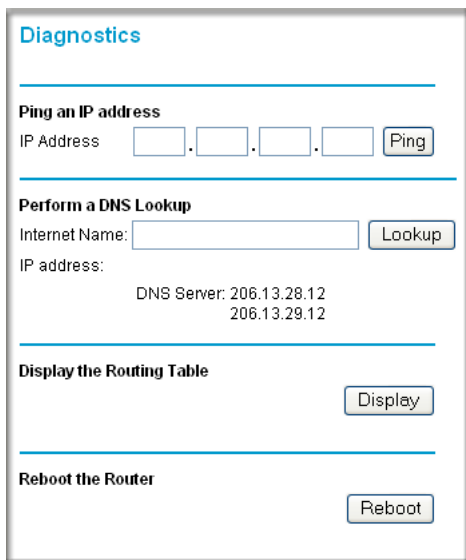 Diagnostics
Ping an IP address
IP Address . . . Ping
Perform a DNS Lookup
Internet Name: Lookup
IP address:
DNS Server: 206.13.28.12
206.13.29.12
Display the Routing Table
Display
Reboot the Router
Reboot